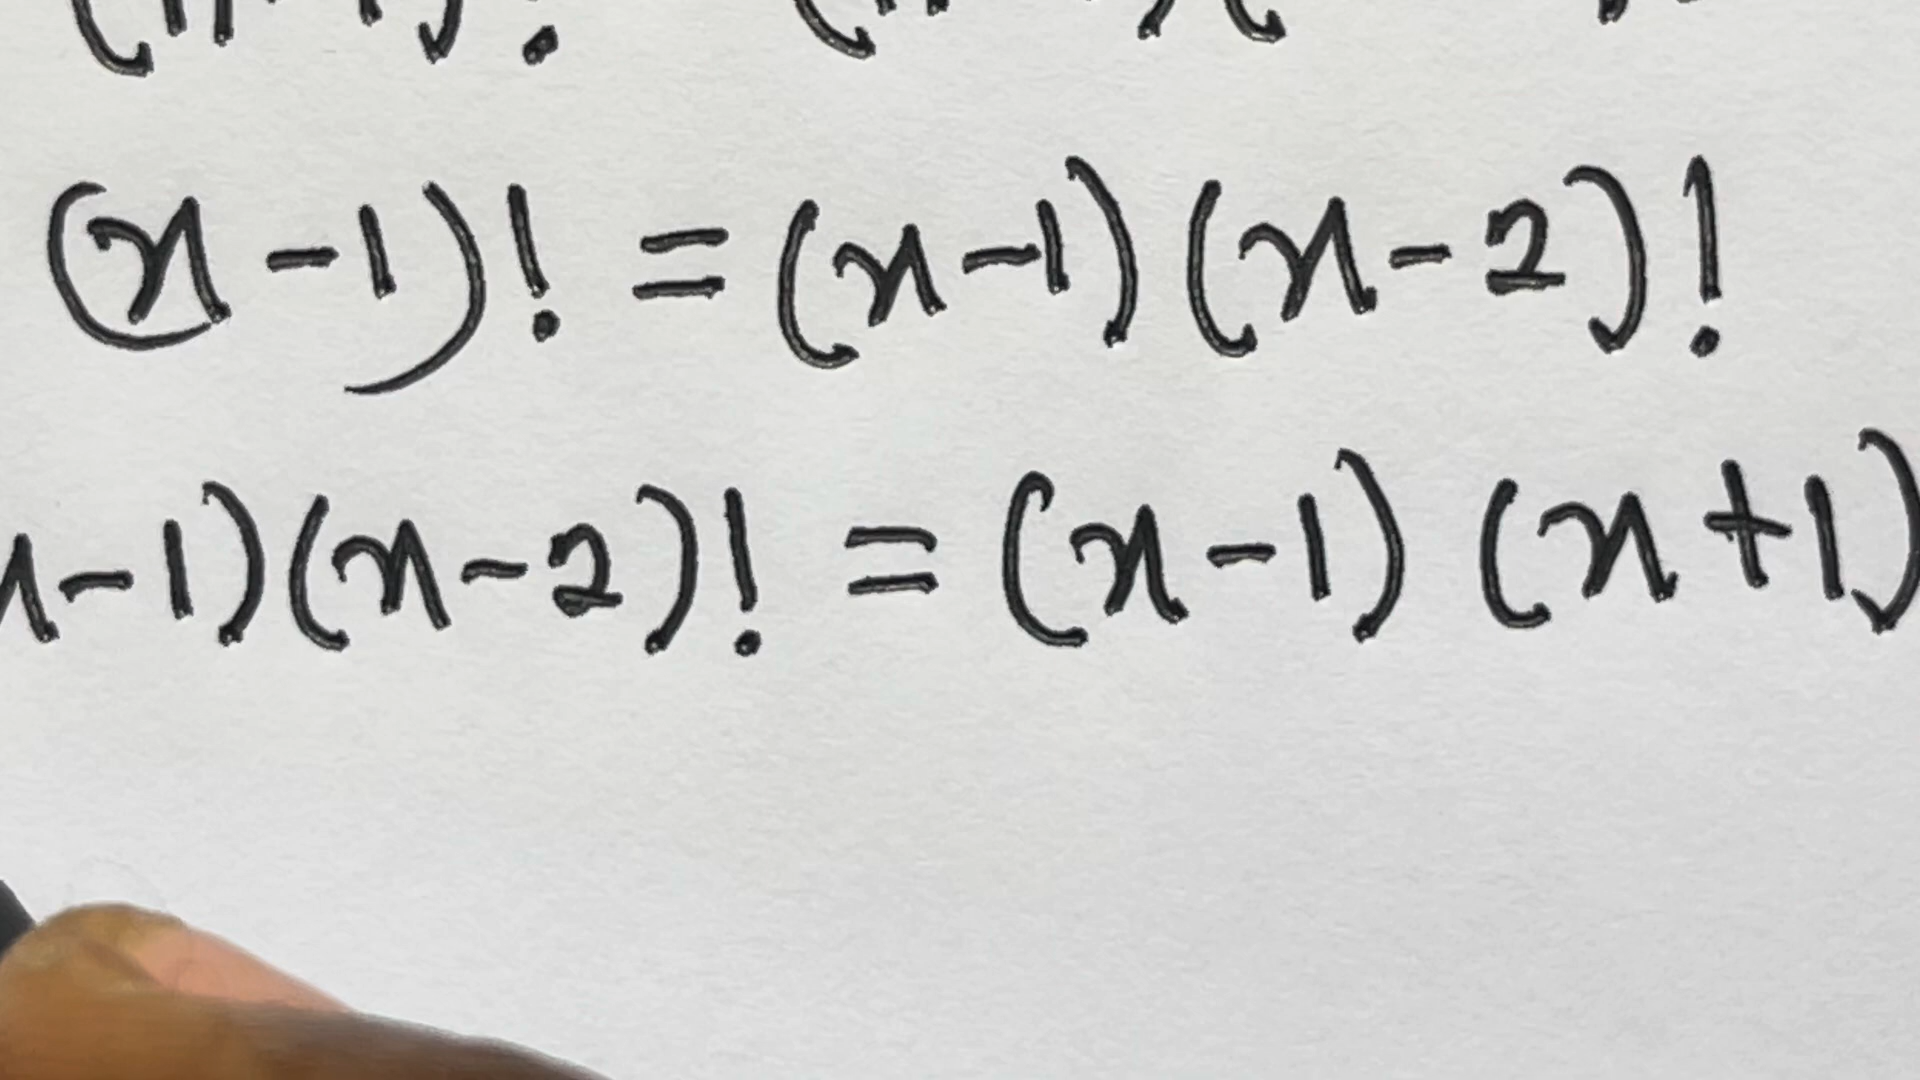 (x-1)! = (x-1)(x-2)!
x-1)(x-2)! = (x-1) (x+1)